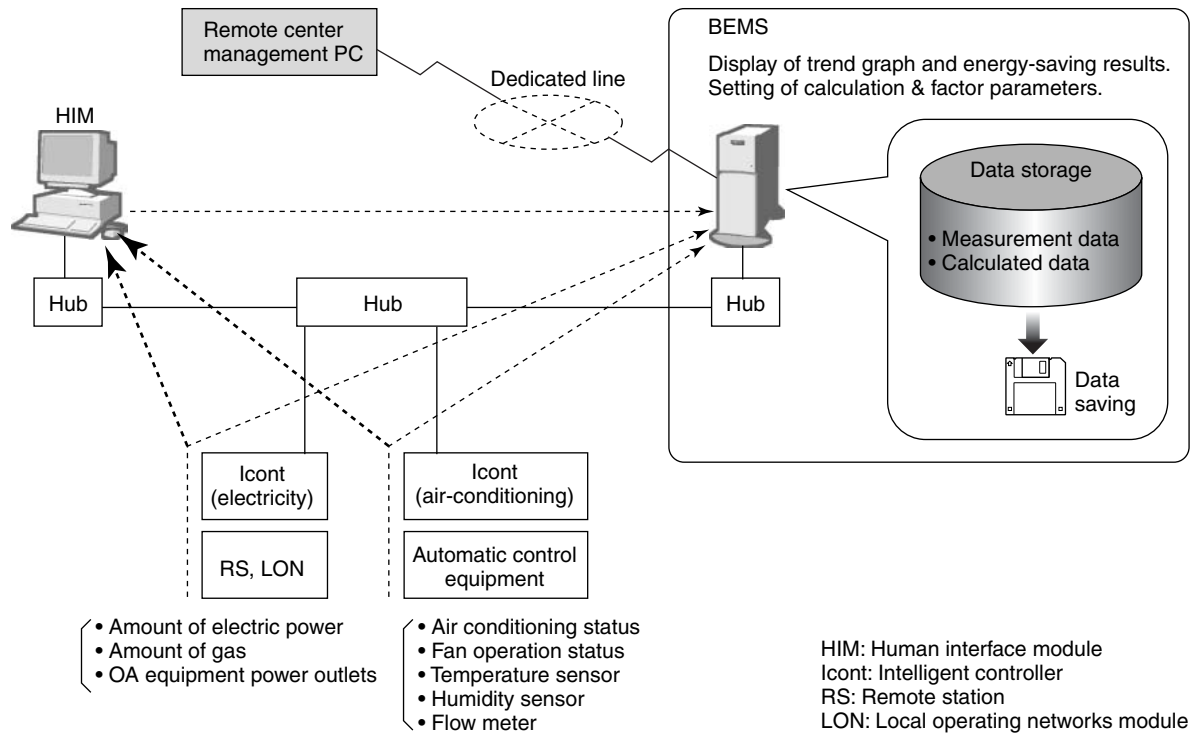 Remote center
management PC
Dedicated line
BEMS
Display of trend graph and energy-saving results.
Setting of calculation & factor parameters.
HIM
Data storage
• Measurement data
• Calculated data
Hub
Hub
Hub
Data
saving
Icont
(electricity)
Icont
(air-conditioning)
RS, LON
Automatic control
equipment
• Amount of electric power
• Amount of gas
• OA equipment power outlets
• Air conditioning status
• Fan operation status
• Temperature sensor
• Humidity sensor
• Flow meter
HIM: Human interface module
Icont: Intelligent controller
RS: Remote station
LON: Local operating networks module